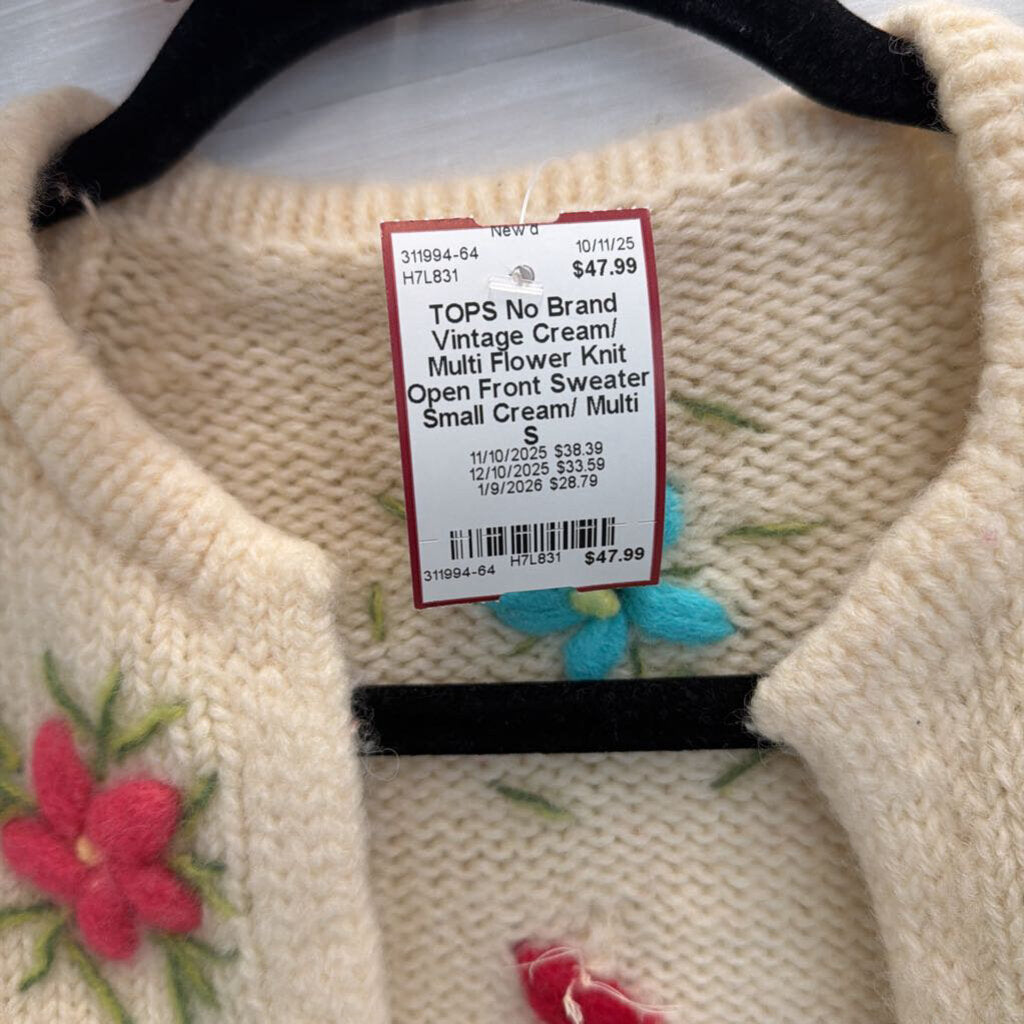 New a
311994-64 10/11/25
H7L831 $47.99
TOPS No Brand
Vintage Cream/
Multi Flower Knit
Open Front Sweater
Small Cream/ Multi
S
11/10/2025 $38.39
12/10/2025 $33.59
1/9/2026 $28.79
311994-64 H7L831 $47.99